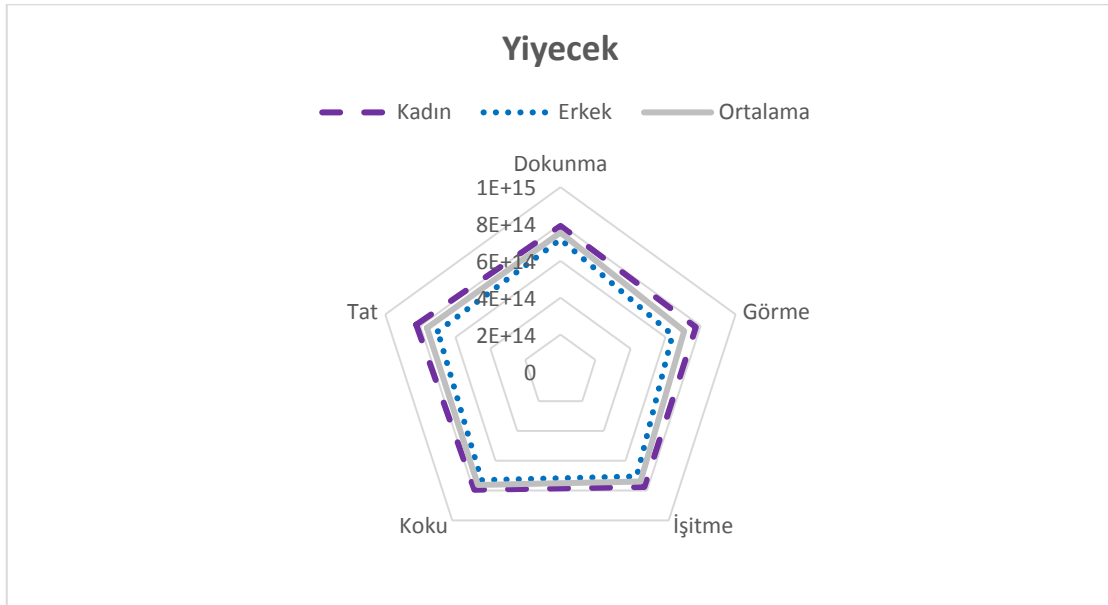 Yiyecek
Kadın Erkek Ortalama
Dokunma
1E+15
8E+14
6E+14
Tat
4E+14
Görme
2E+14
0
Koku
İşitme